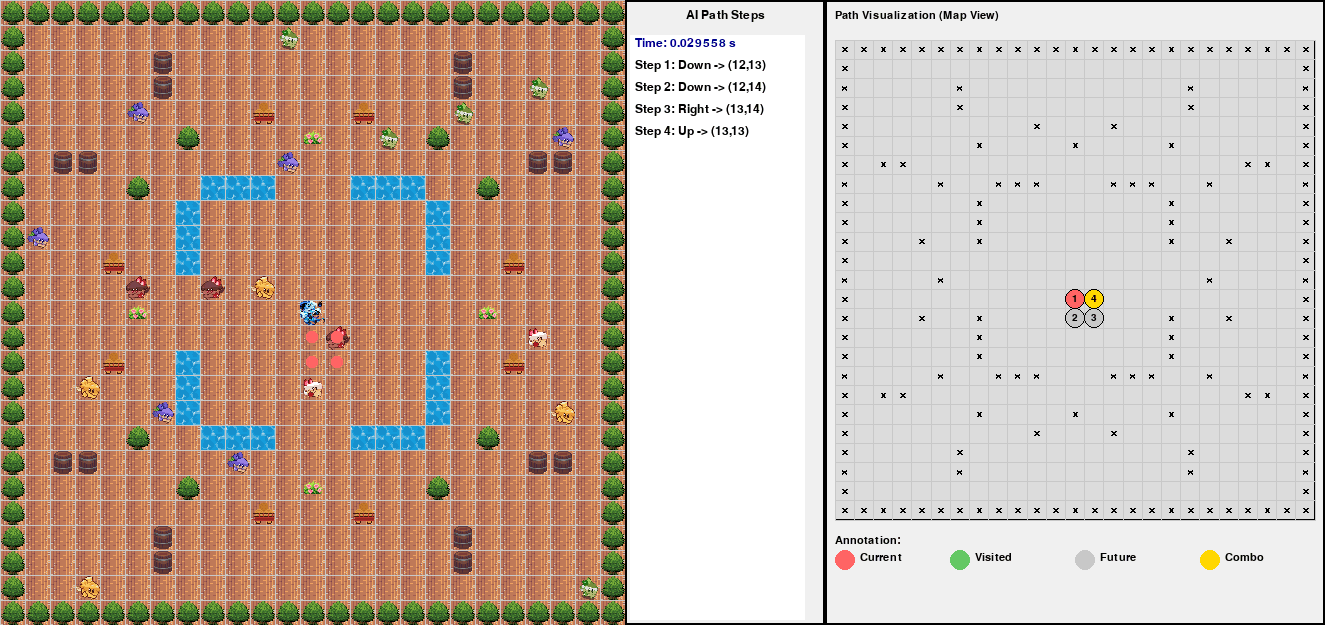 AI Path Steps
Time: 0.029558 s
Step 1: Down -> (12,13)
Step 2: Down -> (12,14)
Step 3: Right -> (13,14)
Step 4: Up -> (13,13)
Path Visualization (Map View)
1 4
2 3
Annotation:
Current
Visited
Future
Combo